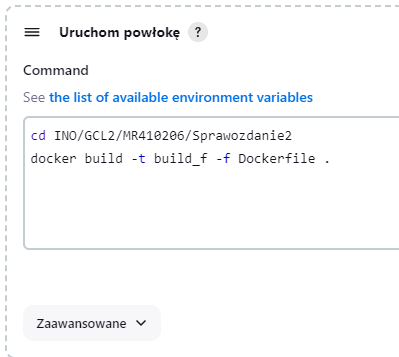 Uruchom powłokę ?
Command
See the list of available environment variables
cd INO/GCL2/MR410206/Sprawozdanie2
docker build -t build_f -f Dockerfile .
Zaawansowane